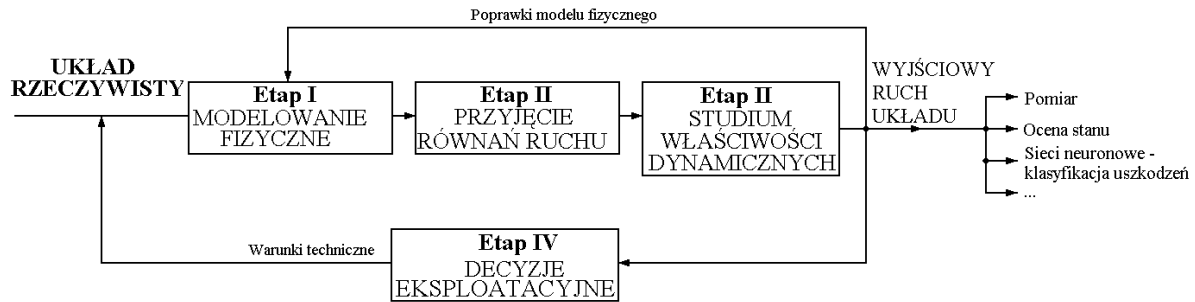 Poprawki modelu fizycznego
UKŁAD
RZECZYWISTY
Etap I
MODELOWANIE
FIZYCZNE
Etap II
PRZYJĘCIE
RÓWNAŃ RUCHU
Etap II
STUDIUM
WŁAŚCIWOŚCI
DYNAMICZNYCH
WYJŚCIOWY
RUCH
UKŁADU
Pomiar
Ocena stanu
Sieci neuronowe -
klasyfikacja uszkodzeń
...
Warunki techniczne
Etap IV
DECYZJE
EKSPLOATACYJNE